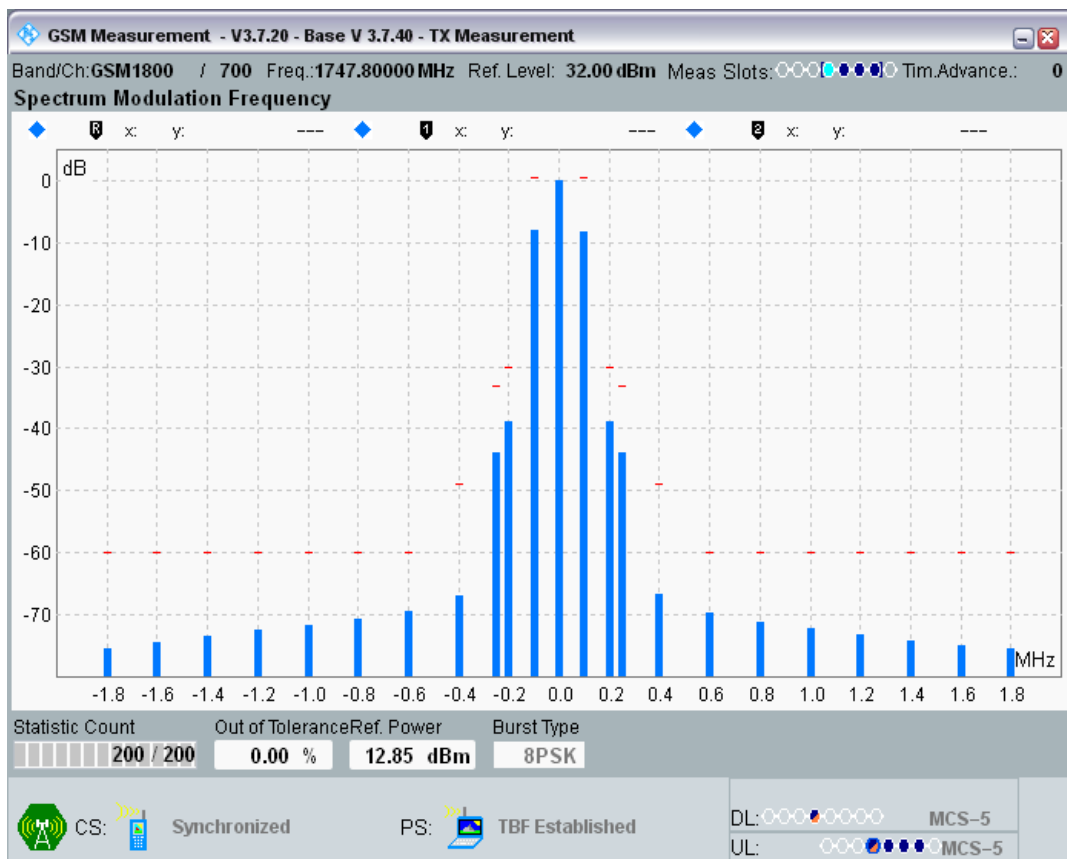 GSM Measurement - V3.7.20 - Base V 3.7.40 - TX Measurement
Band/Ch:GSM1800 / 700 Freq.:1747.80000 MHz Ref. Level: 32.00 dBm Meas Slots: Tim.Advance.: 0
Spectrum Modulation Frequency
R x: y: --- 1 x: y: --- 2 x: y: ---
dB
0
-10
-20
-30
-40
-50
-60
-70
MHz
-1.8 -1.6 -1.4 -1.2 -1.0 -0.8 -0.6 -0.4 -0.2 0.0 0.2 0.4 0.6 0.8 1.0 1.2 1.4 1.6 1.8
Statistic Count Out of Tolerance Ref. Power Burst Type
200 / 200 0.00 % 12.85 dBm 8PSK
CS: Synchronized PS: TBF Established
DL: MCS-5
UL: MCS-5